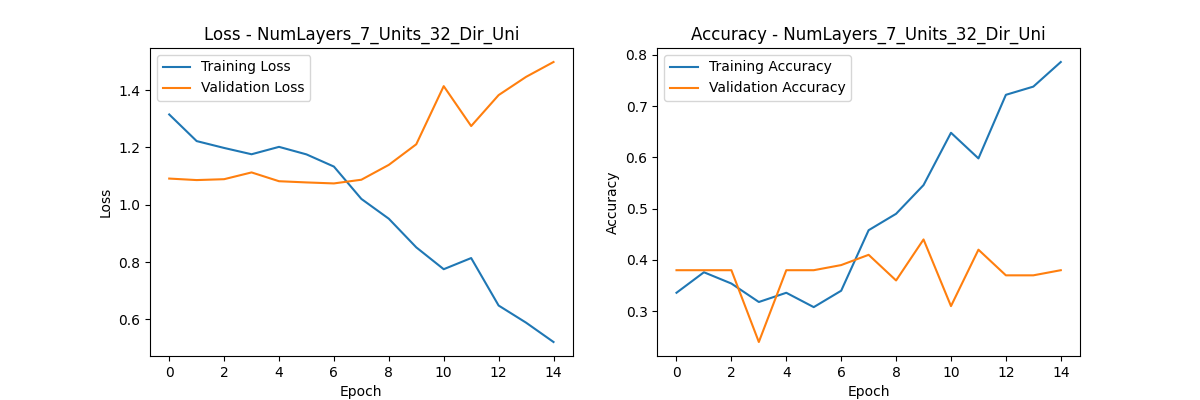 Loss - NumLayers_7_Units_32_Dir_Uni
Training Loss
Validation Loss
1.4
1.2
1.0
0.8
0.6
Loss
0 2 4 6 8 10 12 14
Epoch
Accuracy - NumLayers_7_Units_32_Dir_Uni
Training Accuracy
Validation Accuracy
0.8
0.7
0.6
0.5
0.4
0.3
Accuracy
0 2 4 6 8 10 12 14
Epoch